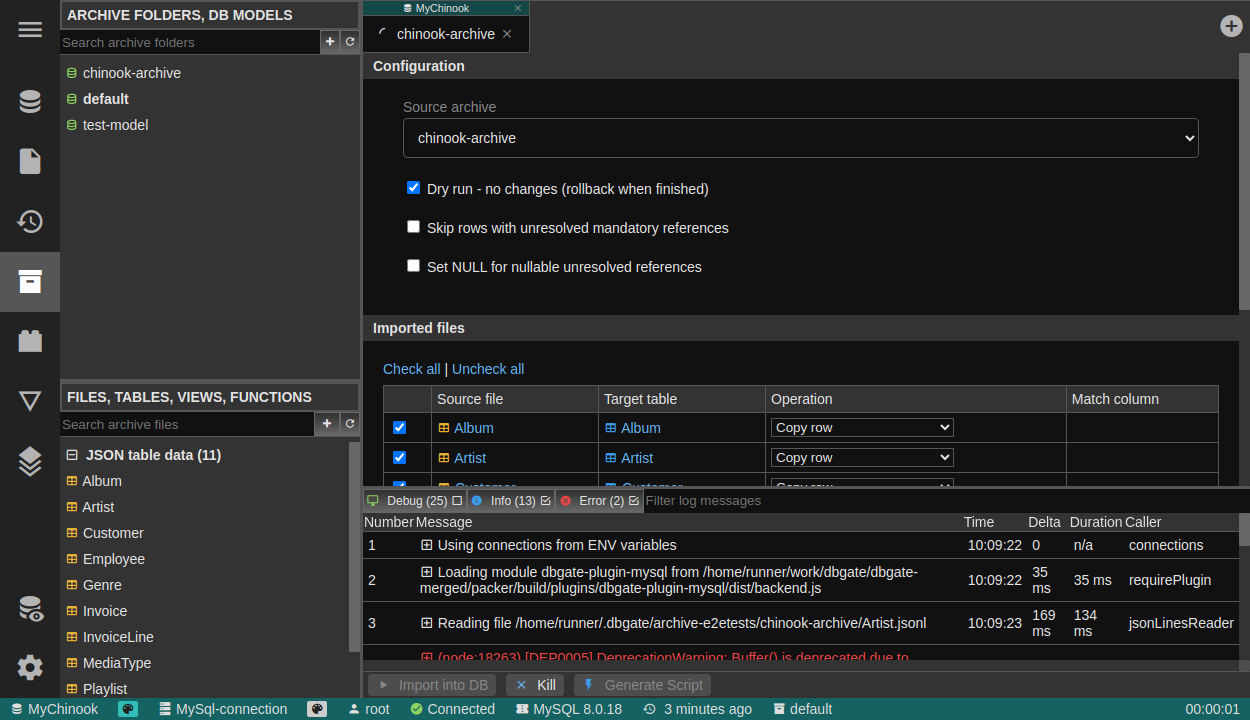 ARCHIVE FOLDERS, DB MODELS
Search archive folders
chinook-archive
default
test-model
FILES, TABLES, VIEWS, FUNCTIONS
Search archive files
JSON table data (11)
Album
Artist
Customer
Employee
Genre
Invoice
InvoiceLine
MediaType
Playlist
MyChinook
chinook-archive
Configuration
Source archive
chinook-archive
Dry run - no changes (rollback when finished)
Skip rows with unresolved mandatory references
Set NULL for nullable unresolved references
Imported files
Check all | Uncheck all
Source file Target table Operation Match column
Album Album Copy row
Artist Artist Copy row
Customer Customer Copy row
Debug (25) Info (13) Error (2) Filter log messages
Number Message Time Delta Duration Caller
1 Using connections from ENV variables 10:09:22 0 n/a connections
2 Loading module dbgate-plugin-mysql from /home/runner/work/dbgate/dbgate-merged/packer/build/plugins/dbgate-plugin-mysql/dist/backend.js 10:09:22 35 ms 35 ms requirePlugin
3 Reading file /home/runner/.dbgate/archive-e2etests/chinook-archive/Artist.jsonl 10:09:23 169 ms 134 ms jsonLinesReader
(node:18263) [DEP0005] DeprecationWarning: Buffer() is deprecated due to
Import into DB Kill Generate Script
MyChinook MySql-connection root Connected MySQL 8.0.18 3 minutes ago default 00:00:01